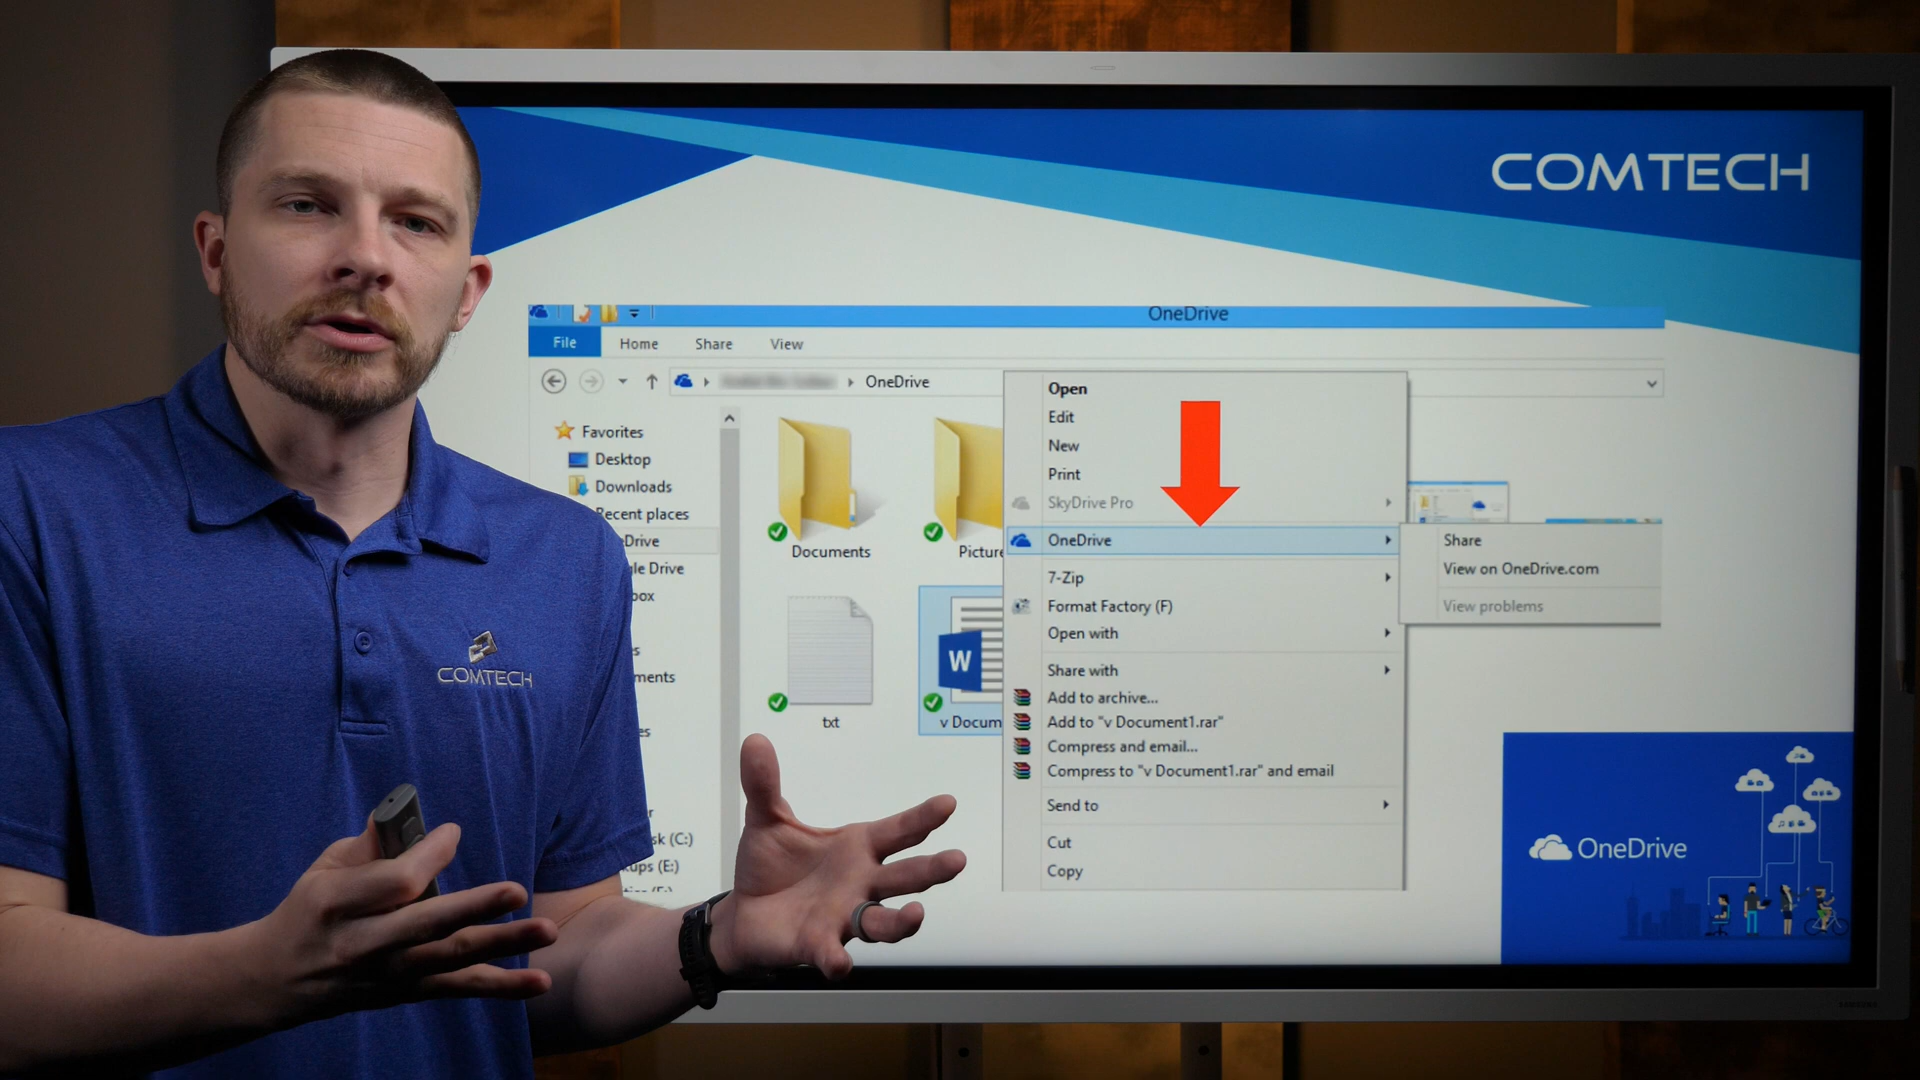 COMTECH
OneDrive
File Home Share View
OneDrive
Favorites
Desktop
Downloads
Recent places
Drive
le Drive
box
ments
sk (C:)
ups (E:)
Documents
Picture
txt
W
v Docum
Open
Edit
New
Print
SkyDrive Pro
OneDrive
7-Zip
Format Factory (F)
Open with
Share with
Add to archive...
Add to "v Document1.rar"
Compress and email...
Compress to "v Document1.rar" and email
Send to
Cut
Copy
Share
View on OneDrive.com
View problems
OneDrive
COMTECH
SAMSUNG